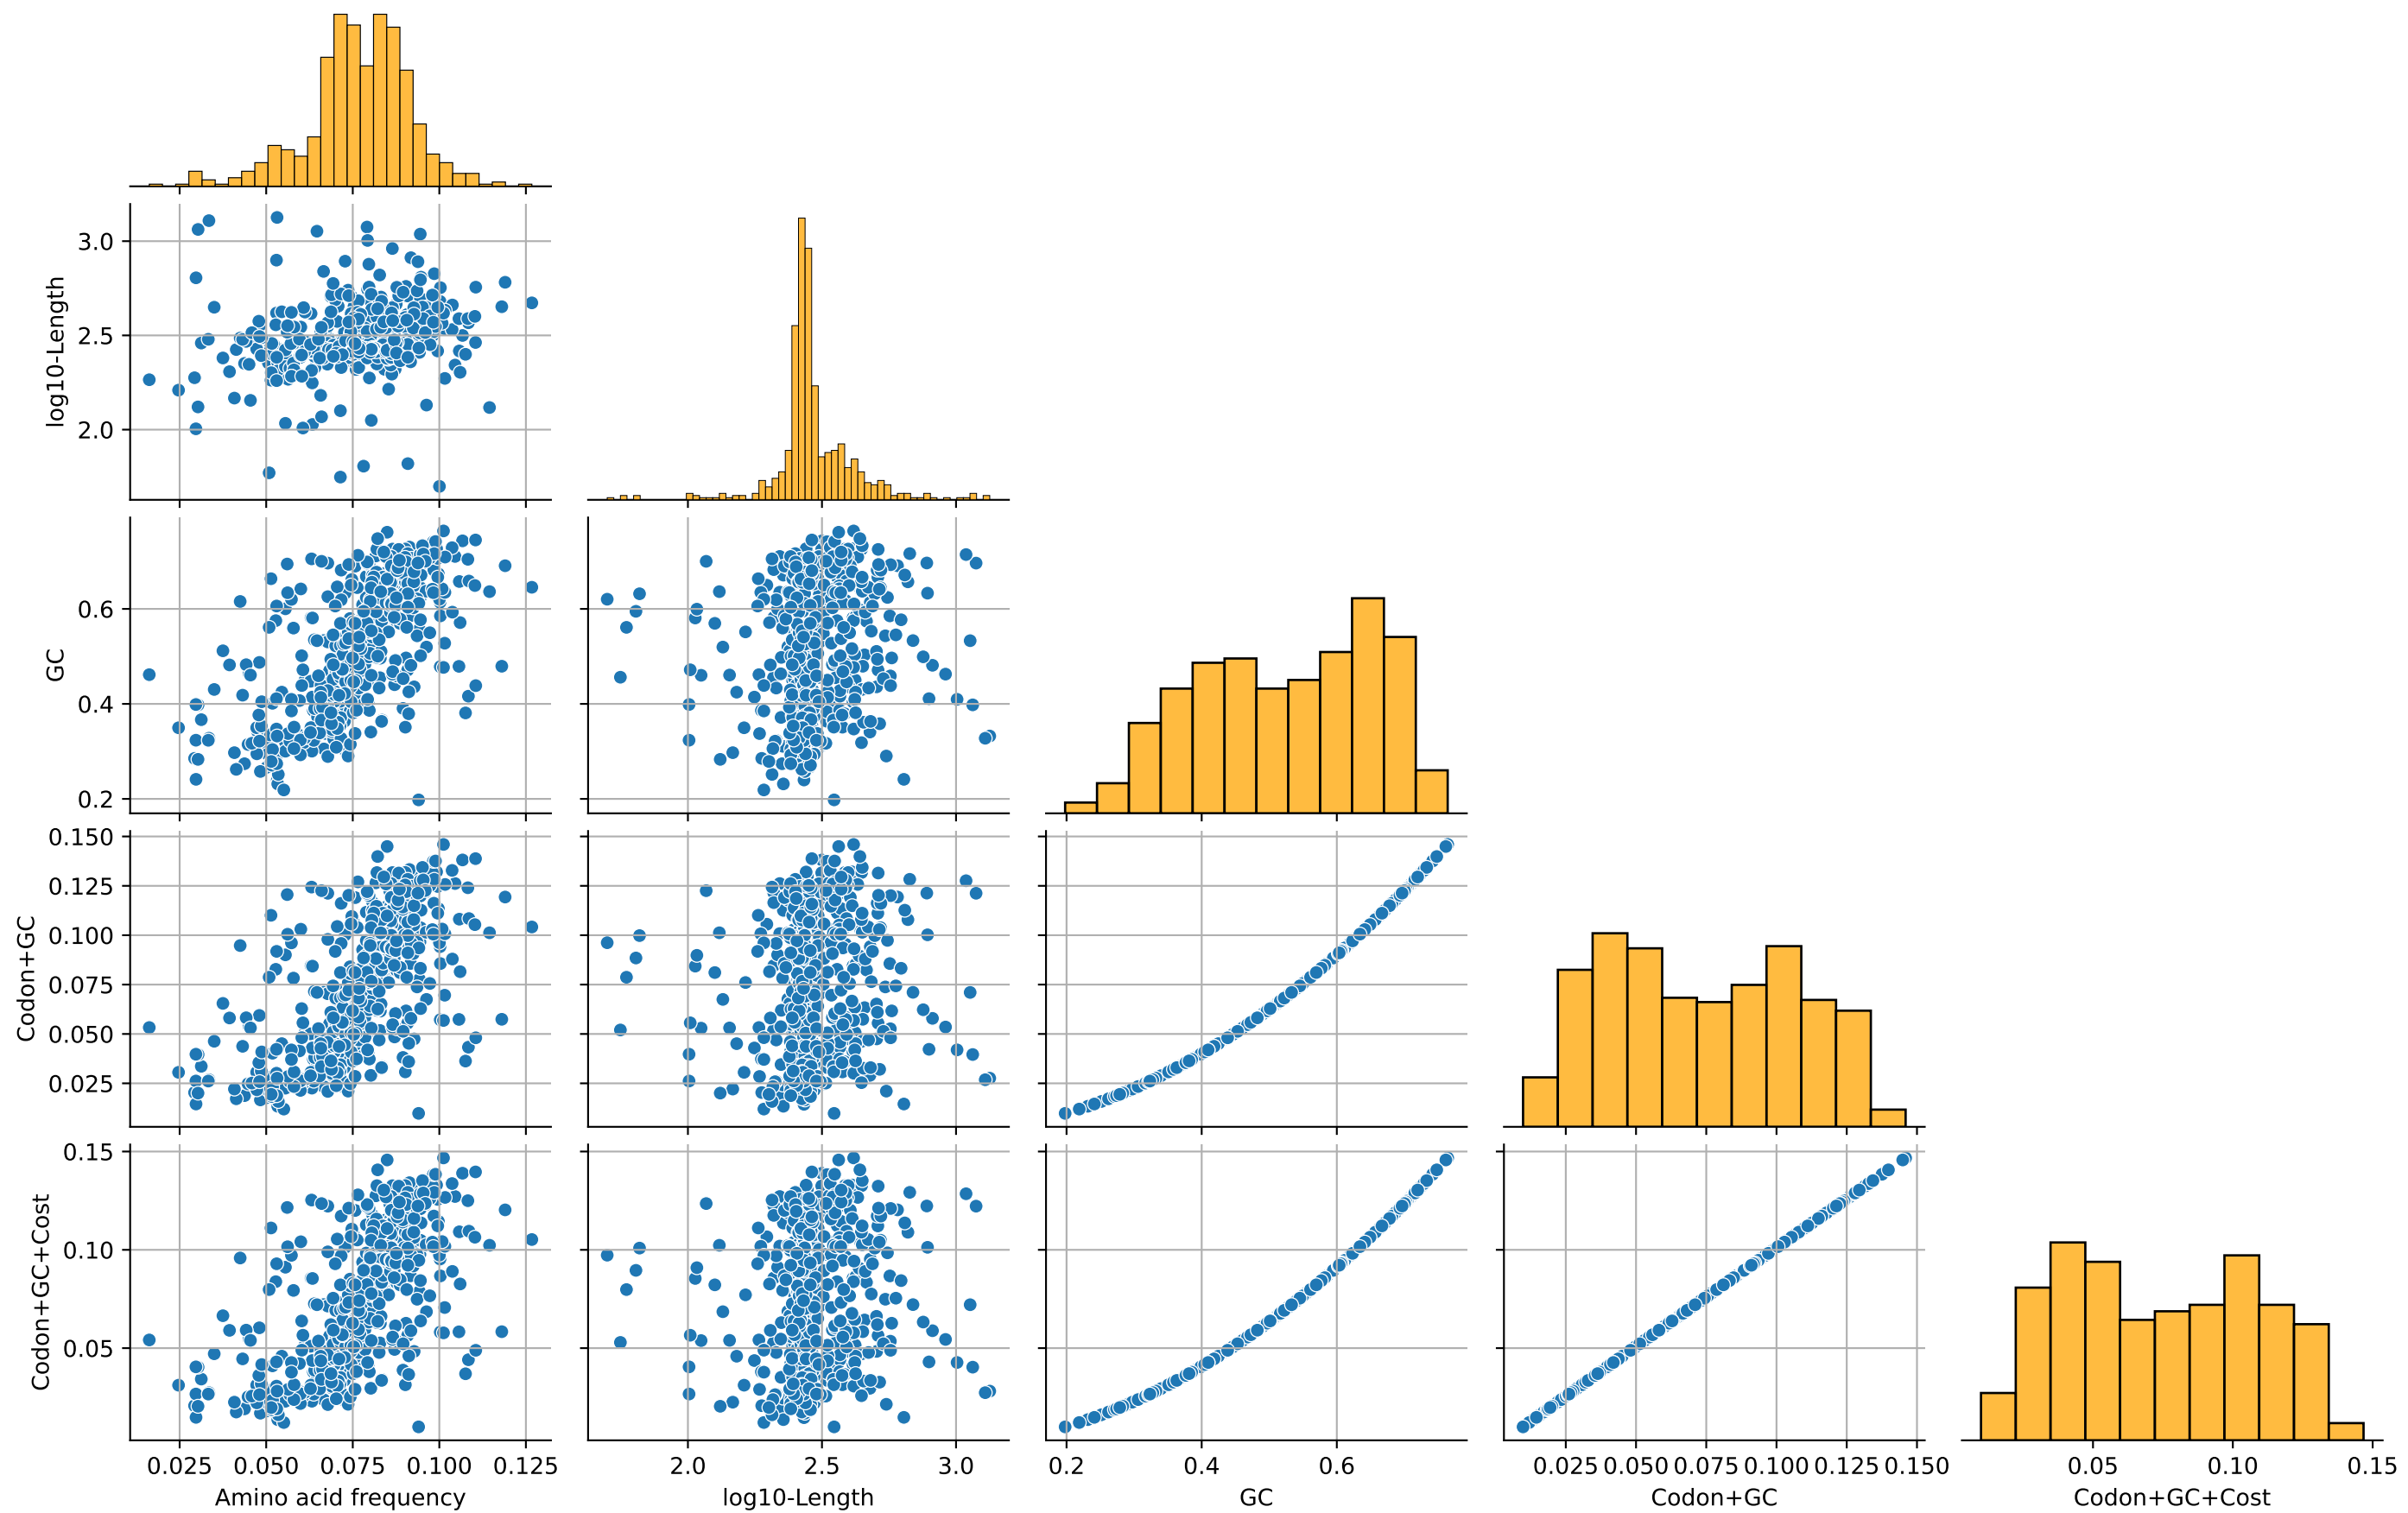 3.0
2.5
2.0
log10-Length
0.6
0.4
0.2
GC
0.150
0.125
0.100
0.075
0.050
0.025
Codon+GC
0.15
0.10
0.05
Codon+GC+Cost
0.025 0.050 0.075 0.100 0.125
Amino acid frequency
2.0 2.5 3.0
log10-Length
0.2 0.4 0.6
GC
0.025 0.050 0.075 0.100 0.125 0.150
Codon+GC
0.05 0.10 0.15
Codon+GC+Cost